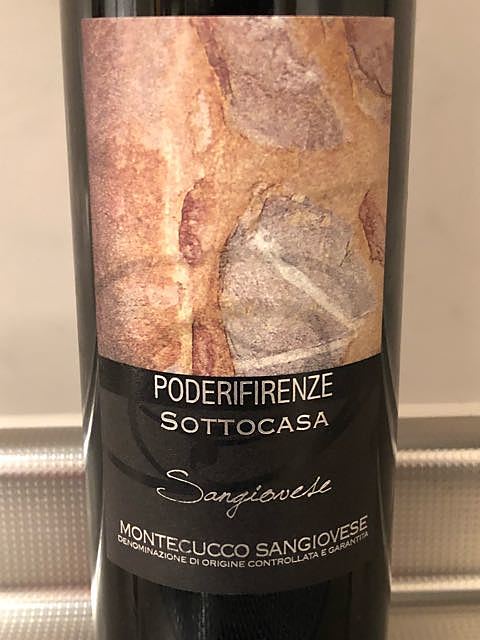 PODERIFIRENZE
SOTTOCASA
Sangiovese
MONTECUCCO SANGIOVESE
DENOMINAZIONE DI ORIGINE CONTROLLATA E GARANTITA